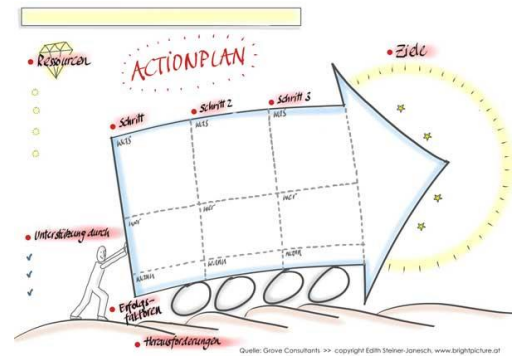 ACTIONPLAN
Ressourcen
Ziele
Schritt
Schritt 2
Schritt 3
WAS
WAS
WAS
wer
wer
wer
wann
wann
wann
Unterstützung durch
Erfolgs-
faktoren
Herausforderungen
Quelle: Grove Consultants >> copyright Edith Steiner-Janesch, www.brightpicture.at